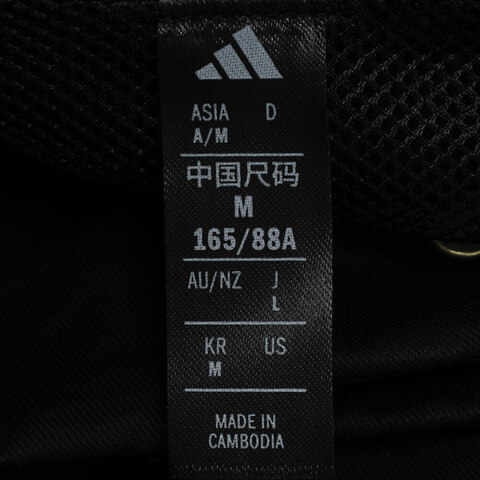 ASIA D
A/M
中国尺码
M
165/88A
AU/NZ J
L
KR US
M
MADE IN
CAMBODIA